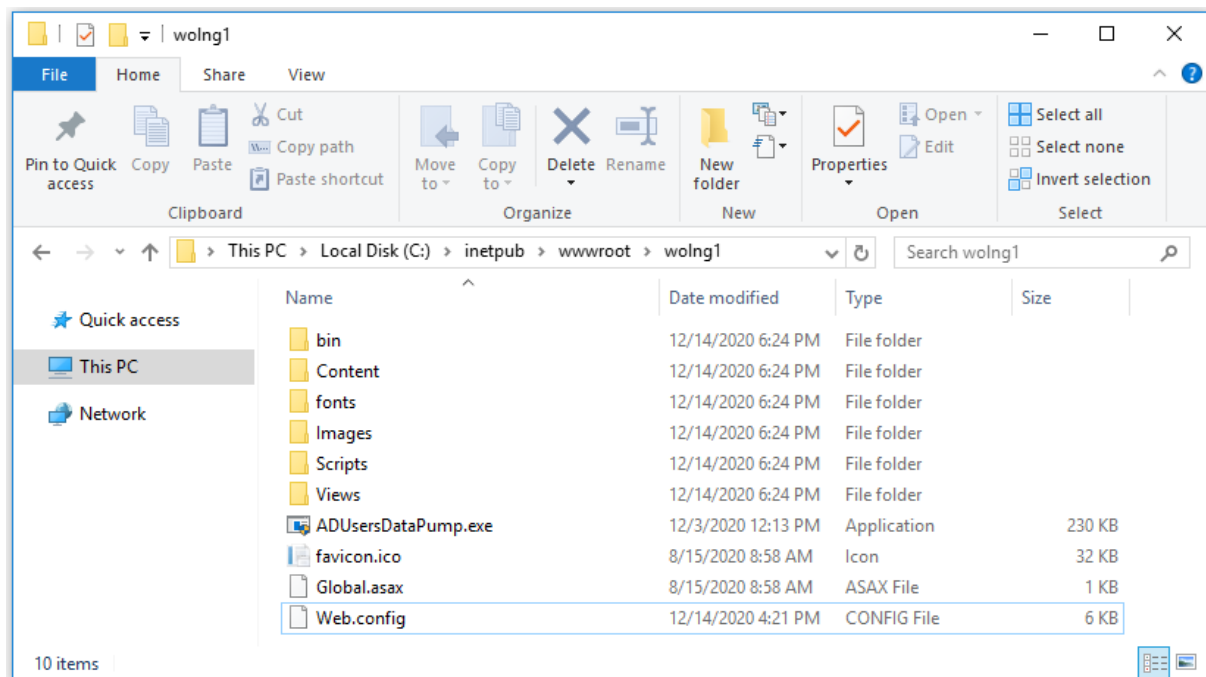 wolng1
File Home Share View
Pin to Quick access
Copy
Paste
Cut
Copy path
Paste shortcut
Clipboard
Move to
Copy to
Delete
Rename
Organize
New folder
New
Properties
Open
Edit
Open
Select all
Select none
Invert selection
Select
This PC > Local Disk (C:) > inetpub > wwwroot > wolng1
Search wolng1
Quick access
This PC
Network
Name Date modified Type Size
bin 12/14/2020 6:24 PM File folder
Content 12/14/2020 6:24 PM File folder
fonts 12/14/2020 6:24 PM File folder
Images 12/14/2020 6:24 PM File folder
Scripts 12/14/2020 6:24 PM File folder
Views 12/14/2020 6:24 PM File folder
ADUsersDataPump.exe 12/3/2020 12:13 PM Application 230 KB
favicon.ico 8/15/2020 8:58 AM Icon 32 KB
Global.asax 8/15/2020 8:58 AM ASAX File 1 KB
Web.config 12/14/2020 4:21 PM CONFIG File 6 KB
10 items